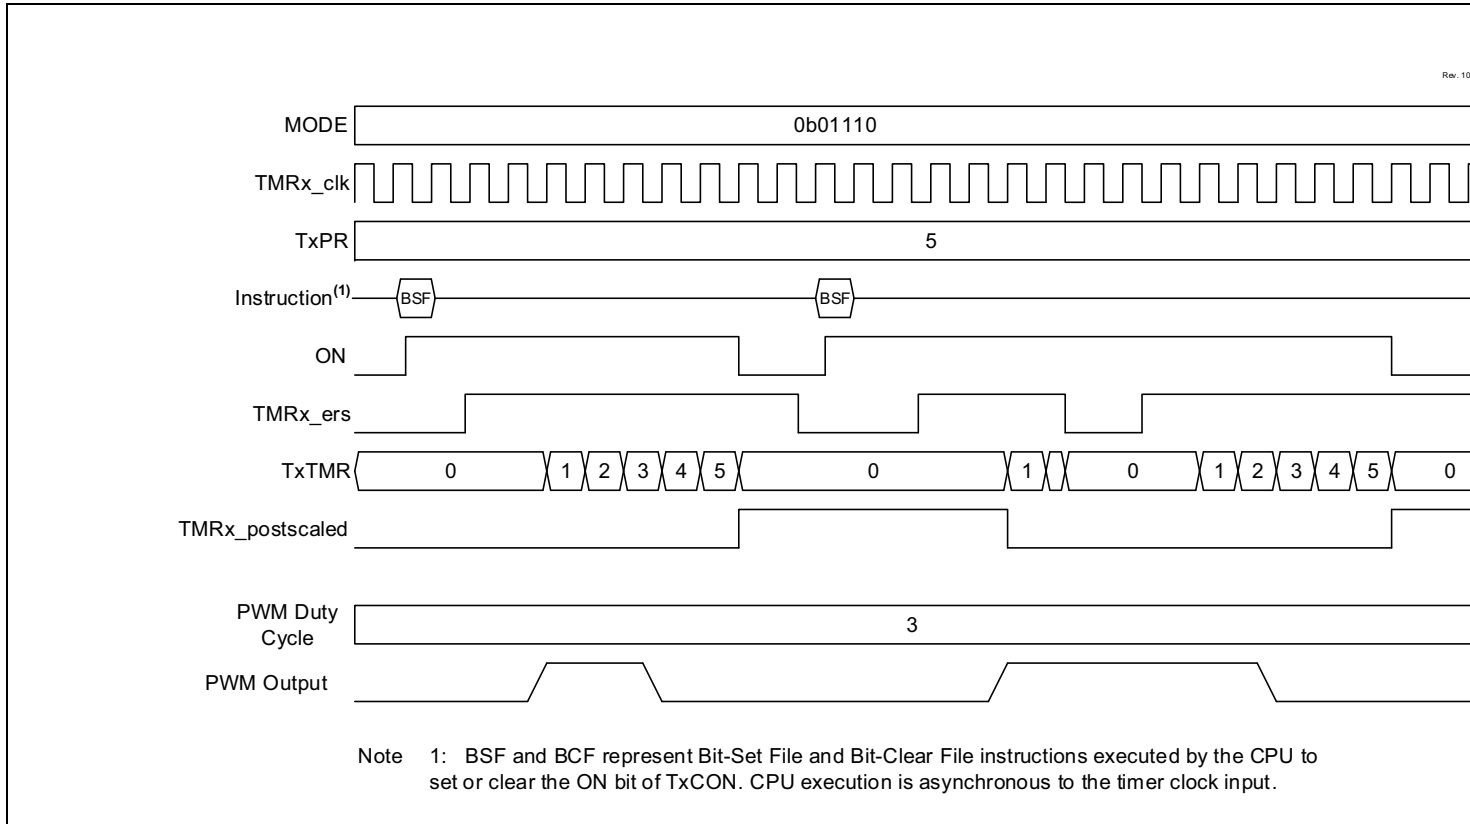 Rev. 10
MODE 0b01110
TMRx_clk
TxPR 5
Instruction(1) BSF BSF
ON
TMRx_ers
TxTMR 0 1 2 3 4 5 0 1 0 1 2 3 4 5 0
TMRx_postscaled
PWM Duty
Cycle 3
PWM Output
Note 1: BSF and BCF represent Bit-Set File and Bit-Clear File instructions executed by the CPU to
set or clear the ON bit of TxCON. CPU execution is asynchronous to the timer clock input.